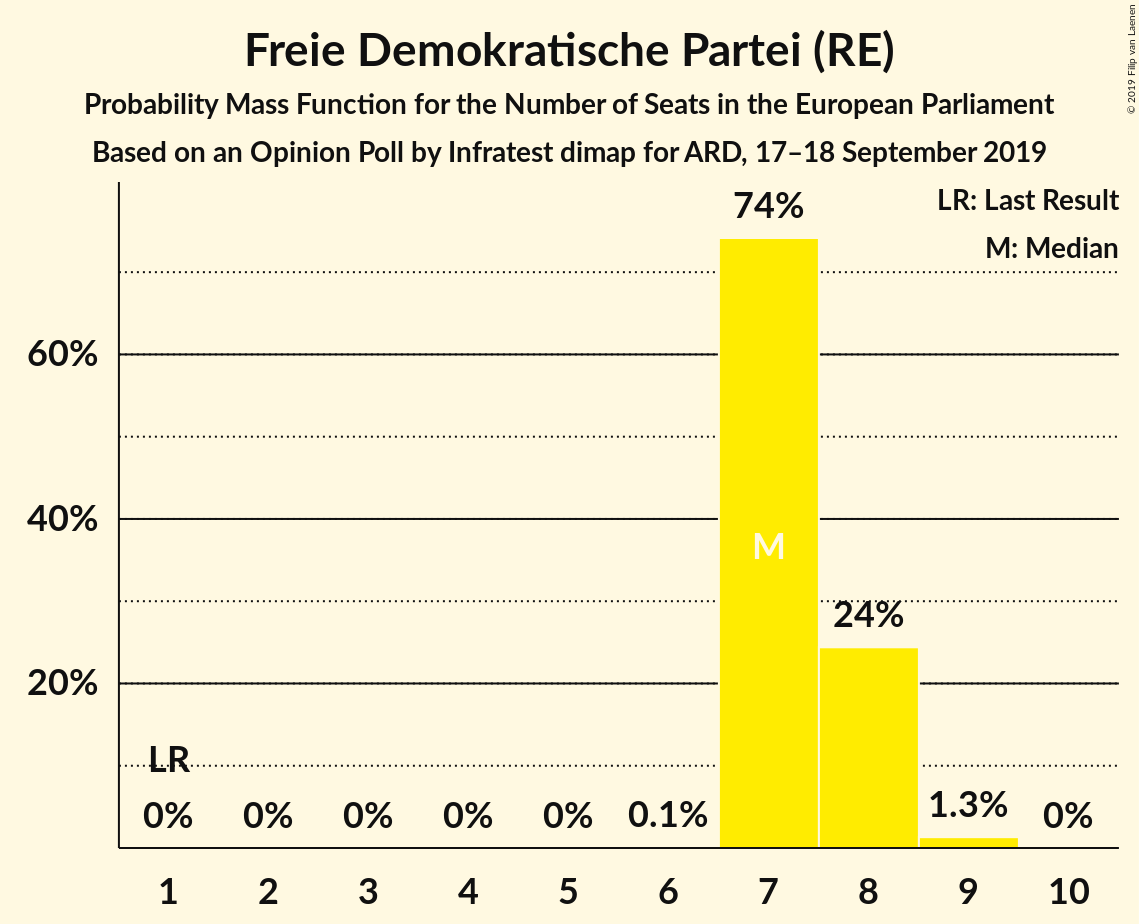 Freie Demokratische Partei (RE)
Probability Mass Function for the Number of Seats in the European Parliament
Based on an Opinion Poll by Infratest dimap for ARD, 17–18 September 2019
© 2019 Filip van Laenen
LR: Last Result
M: Median
74%
60%
40%
20%
M
24%
LR
0%
0%
0%
0%
0%
0.1%
1.3%
0%
1
2
3
4
5
6
7
8
9
10